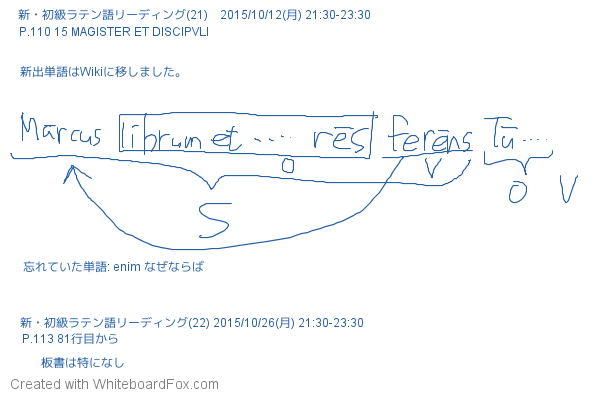 新・初級ラテン語リーディング(21) 2015/10/12(月) 21:30-23:30
P.110 15 MAGISTER ET DISCIPVLI
新出単語はWikiに移しました。
Mārcus librum et .... rēs ferēns Tū....
O V O V
S
忘れていた単語: enim なぜならば
新・初級ラテン語リーディング(22) 2015/10/26(月) 21:30-23:30
P.113 81行目から
板書は特になし
Created with WhiteboardFox.com